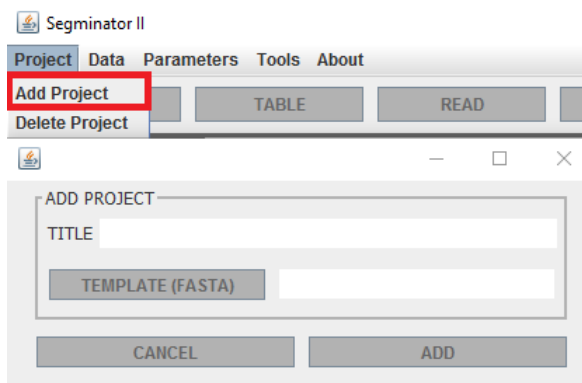 Segminator II
Project Data Parameters Tools About
Add Project
TABLE READ
Delete Project
ADD PROJECT
TITLE
TEMPLATE (FASTA)
CANCEL ADD